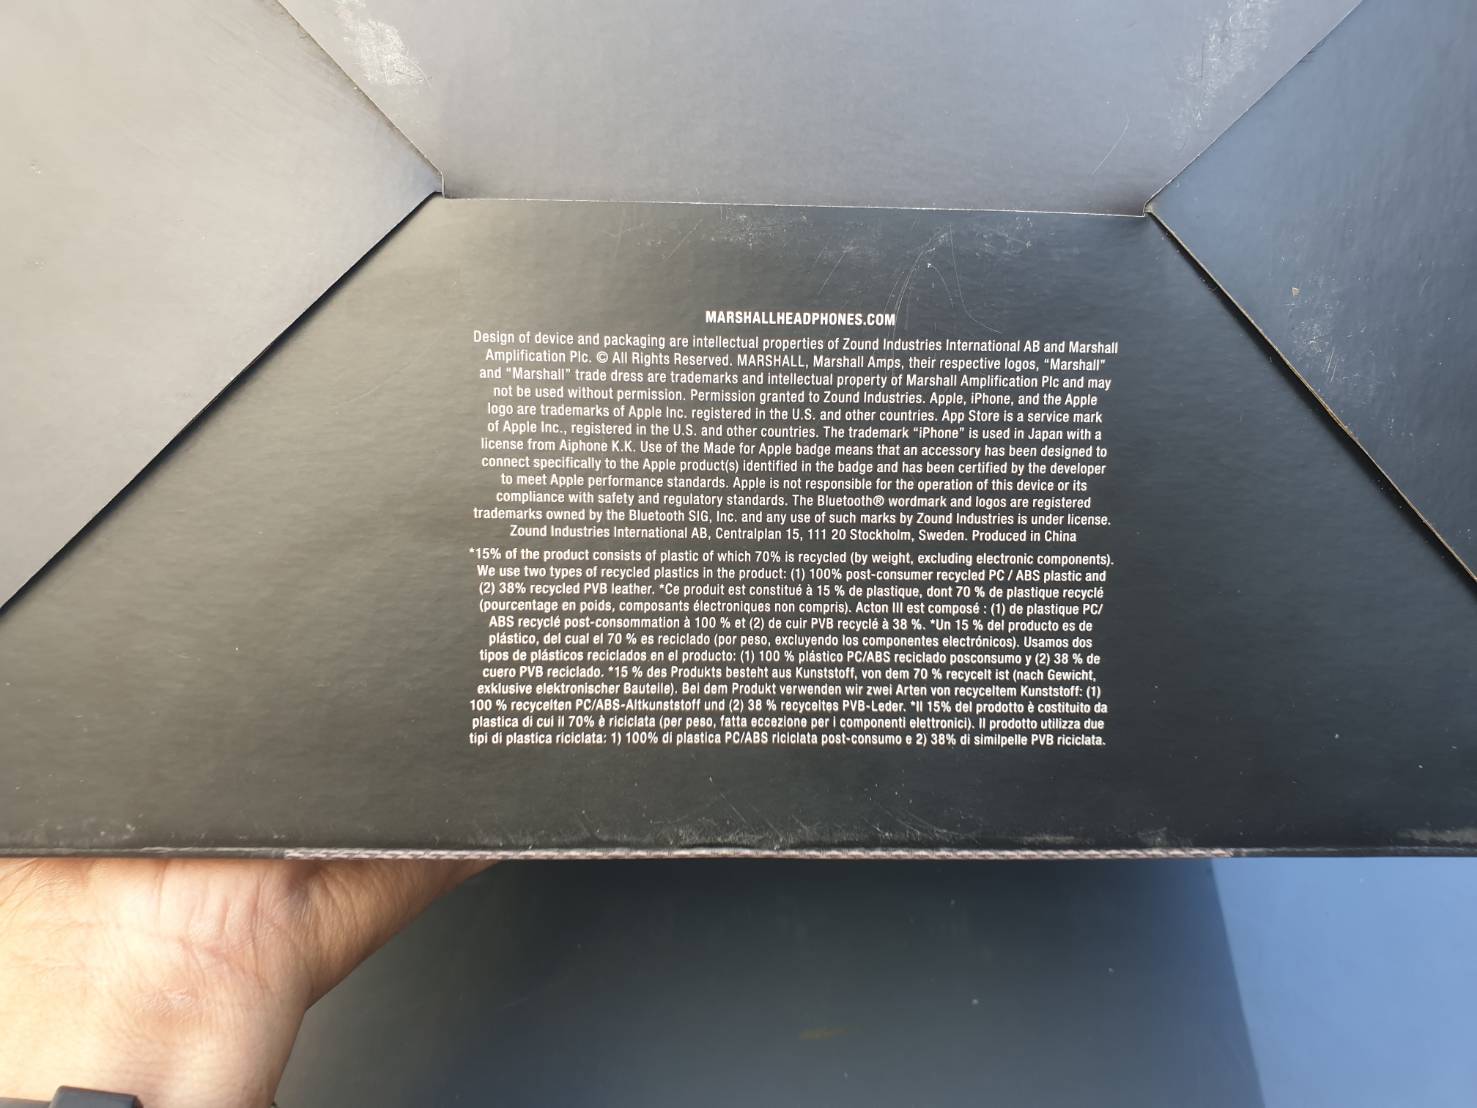 MARSHALLHEADPHONES.COM
Design of device and packaging are intellectual properties of Zound Industries International AB and Marshall
Amplification Plc. © All Rights Reserved. MARSHALL, Marshall Amps, their respective logos, “Marshall”
and “Marshall” trade dress are trademarks and intellectual property of Marshall Amplification Plc and may
not be used without permission. Permission granted to Zound Industries. Apple, iPhone, and the Apple
logo are trademarks of Apple Inc. registered in the U.S. and other countries. App Store is a service mark
of Apple Inc., registered in the U.S. and other countries. The trademark “iPhone” is used in Japan with a
license from Aiphone K.K. Use of the Made for Apple badge means that an accessory has been designed to
connect specifically to the Apple product(s) identified in the badge and has been certified by the developer
to meet Apple performance standards. Apple is not responsible for the operation of this device or its
compliance with safety and regulatory standards. The Bluetooth® wordmark and logos are registered
trademarks owned by the Bluetooth SIG, Inc. and any use of such marks by Zound Industries is under license.
Zound Industries International AB, Centralplan 15, 111 20 Stockholm, Sweden. Produced in China
*15% of the product consists of plastic of which 70% is recycled (by weight, excluding electronic components).
We use two types of recycled plastics in the product: (1) 100% post-consumer recycled PC / ABS plastic and
(2) 38% recycled PVB leather. *Ce produit est constitué à 15 % de plastique, dont 70 % de plastique recyclé
(pourcentage en poids, composants électroniques non compris). Acton III est composé : (1) de plastique PC/
ABS recyclé post-consommation à 100 % et (2) de cuir PVB recyclé à 38 %. *Un 15 % del producto es de
plástico, del cual el 70 % es reciclado (por peso, excluyendo los componentes electrónicos). Usamos dos
tipos de plásticos reciclados en el producto: (1) 100 % plástico PC/ABS reciclado posconsumo y (2) 38 % de
cuero PVB reciclado. *15 % des Produkts besteht aus Kunststoff, von dem 70 % recycelt ist (nach Gewicht,
exklusive elektronischer Bauteile). Bei dem Produkt verwenden wir zwei Arten von recyceltem Kunststoff: (1)
100 % recycelten PC/ABS-Altkunststoff und (2) 38 % recyceltes PVB-Leder. *Il 15% del prodotto è costituito da
plastica di cui il 70% è riciclata (per peso, fatta eccezione per i componenti elettronici). Il prodotto utilizza due
tipi di plastica riciclata: 1) 100% di plastica PC/ABS riciclata post-consumo e 2) 38% di similpelle PVB riciclata.